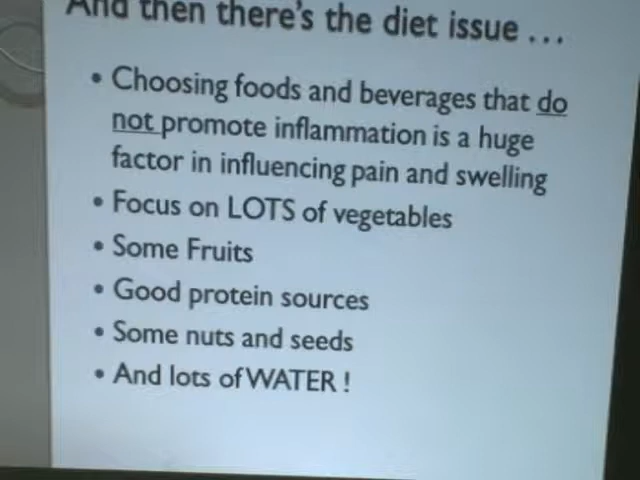 And then there's the diet issue ...
• Choosing foods and beverages that do
not promote inflammation is a huge
factor in influencing pain and swelling
• Focus on LOTS of vegetables
• Some Fruits
• Good protein sources
• Some nuts and seeds
• And lots of WATER !